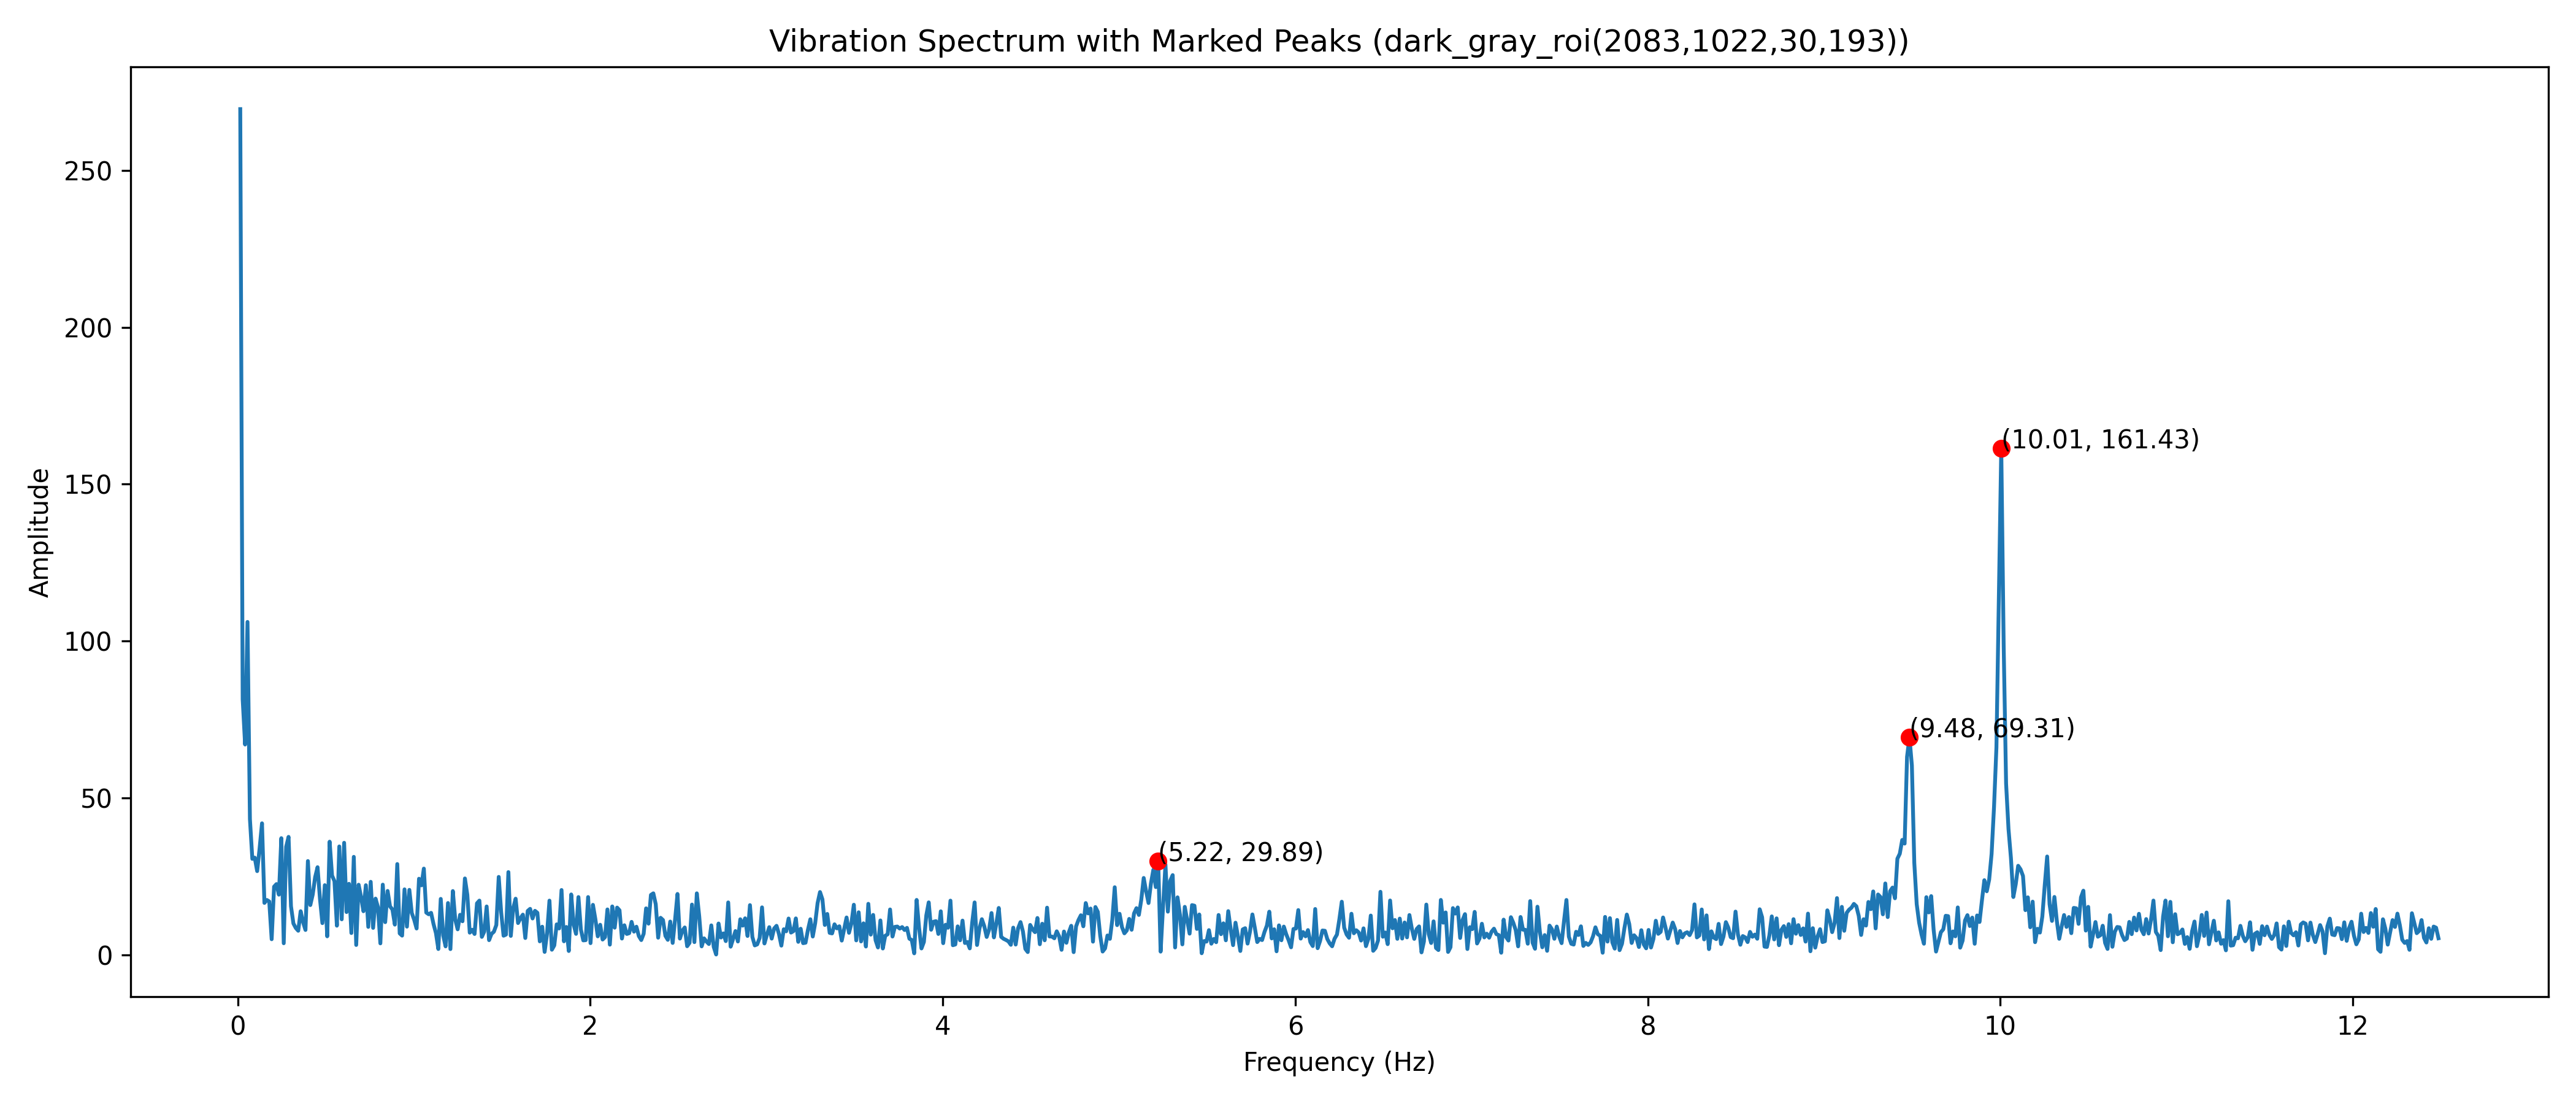 Vibration Spectrum with Marked Peaks (dark_gray_roi(2083,1022,30,193))
250
200
150
100
50
0
Amplitude
(10.01, 161.43)
(9.48, 69.31)
(5.22, 29.89)
0 2 4 6 8 10 12
Frequency (Hz)